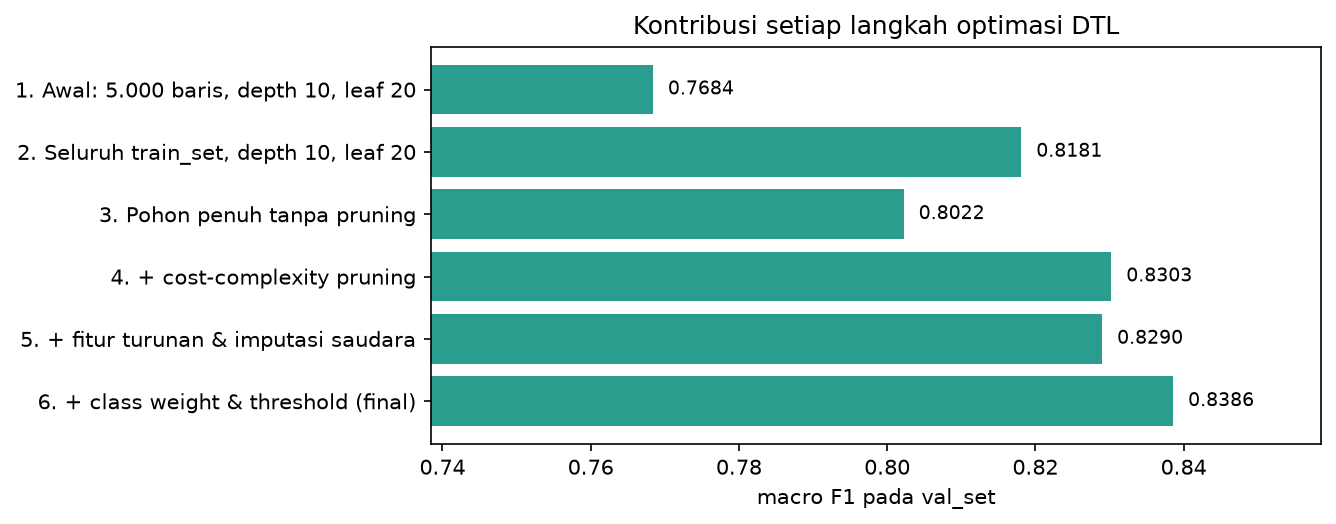 Kontribusi setiap langkah optimasi DTL
1. Awal: 5.000 baris, depth 10, leaf 20
0.7684
2. Seluruh train_set, depth 10, leaf 20
0.8181
3. Pohon penuh tanpa pruning
0.8022
4. + cost-complexity pruning
0.8303
5. + fitur turunan & imputasi saudara
0.8290
6. + class weight & threshold (final)
0.8386
0.74 0.76 0.78 0.80 0.82 0.84
macro F1 pada val_set